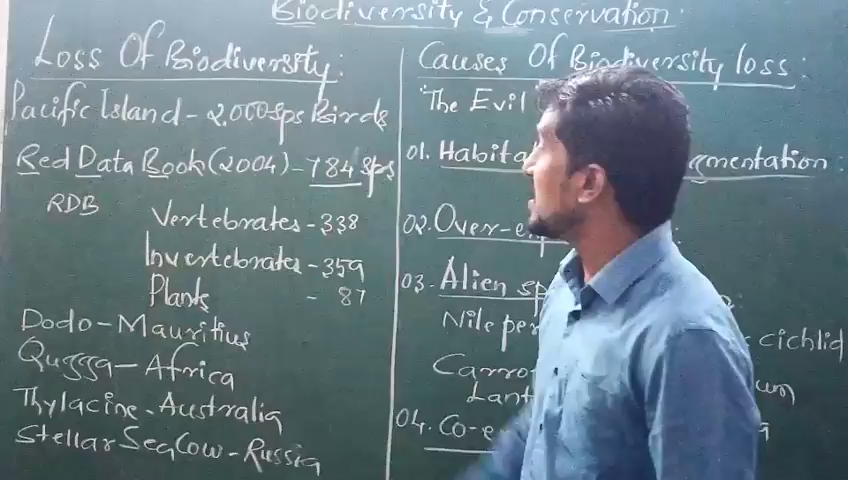 Biodiversity & Conservation:
Loss Of Biodiversity:
Pacific Island - 2,000 sps Birds
Red Data Book (2004) - 784 sps
RDB
Vertebrates - 338
Invertebrates - 359
Plants - 87
Dodo - Mauritius
Quagga - Africa
Thylacine - Australia
Stellar Sea Cow - Russia
Causes Of Biodiversity loss:
The Evil
01. Habita gmentation:
02. Over-e
03. Alien sp
Nile per cichlid
Carro
Lant
04. Co-e